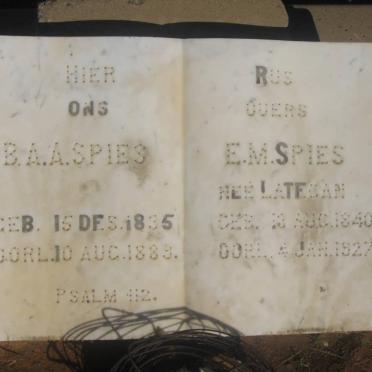 HIER RUS
ONS OUERS
B.A.A.SPIES
GEB. 15 DES.1835
OORL.10 AUG.1883.
PSALM 112.
E.M.SPIES
NEE LATEGAN
GEB. 18 AUG.1840
OORL. 4 JAN.1927